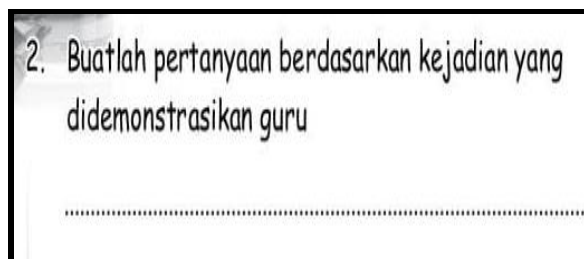 2. Buatlah pertanyaan berdasarkan kejadian yang
didemonstrasikan guru
................................................................................